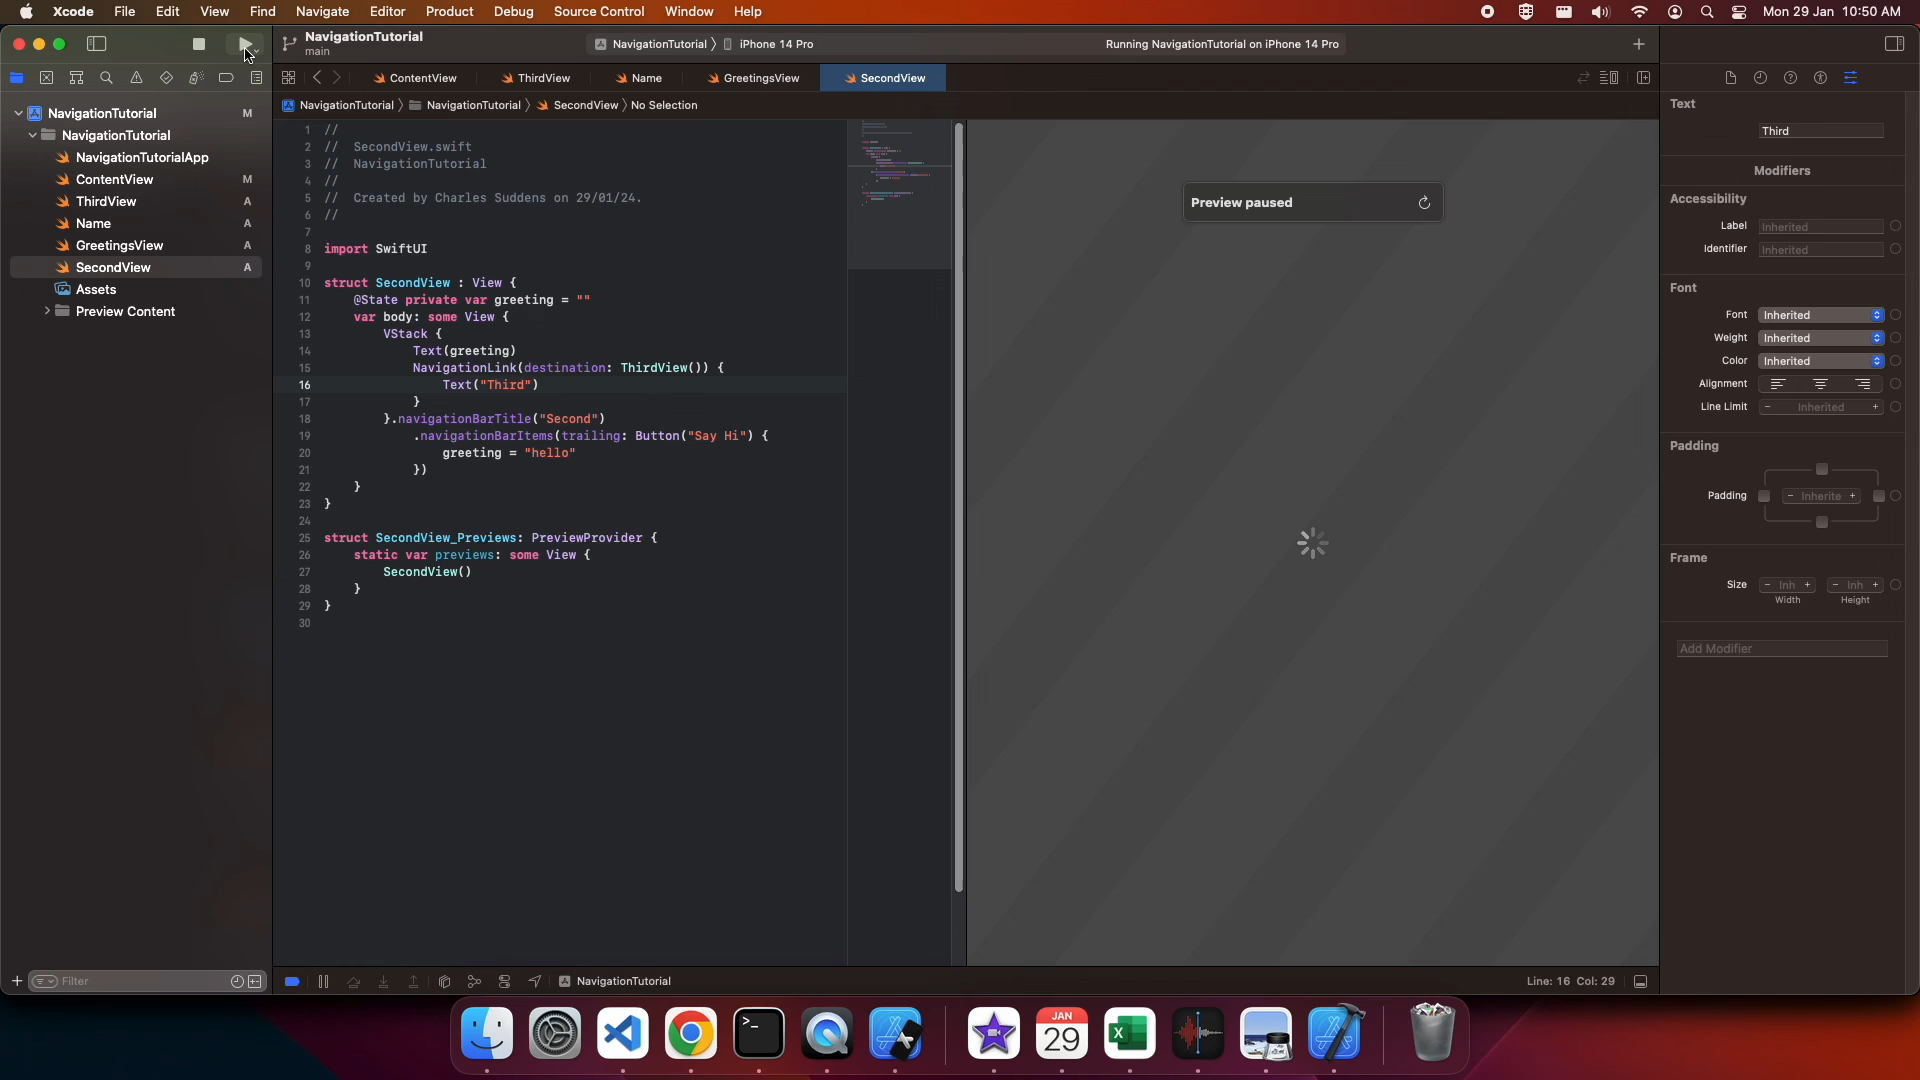 Xcode File Edit View Find Navigate Editor Product Debug Source Control Window Help Mon 29 Jan 10:50 AM
NavigationTutorial
main
NavigationTutorial iPhone 14 Pro Running NavigationTutorial on iPhone 14 Pro
ContentView ThirdView Name GreetingsView SecondView
NavigationTutorial NavigationTutorial SecondView No Selection
NavigationTutorial M
NavigationTutorial
NavigationTutorialApp
ContentView M
ThirdView A
Name A
GreetingsView A
SecondView A
Assets
Preview Content
1 //
2 // SecondView.swift
3 // NavigationTutorial
4 //
5 // Created by Charles Suddens on 29/01/24.
6 //
7
8 import SwiftUI
9
10 struct SecondView : View {
11 @State private var greeting = ""
12 var body: some View {
13 VStack {
14 Text(greeting)
15 NavigationLink(destination: ThirdView()) {
16 Text("Third")
17 }
18 }.navigationBarTitle("Second")
19 .navigationBarItems(trailing: Button("Say Hi") {
20 greeting = "hello"
21 })
22 }
23 }
24
25 struct SecondView_Previews: PreviewProvider {
26 static var previews: some View {
27 SecondView()
28 }
29 }
30
Preview paused
Text
Third
Modifiers
Accessibility
Label Inherited
Identifier Inherited
Font
Font Inherited
Weight Inherited
Color Inherited
Alignment
Line Limit - Inherited +
Padding
Padding - Inherite +
Frame
Size - Inh + - Inh +
Width Height
Add Modifier
Filter
NavigationTutorial
Line: 16 Col: 29
JAN
29